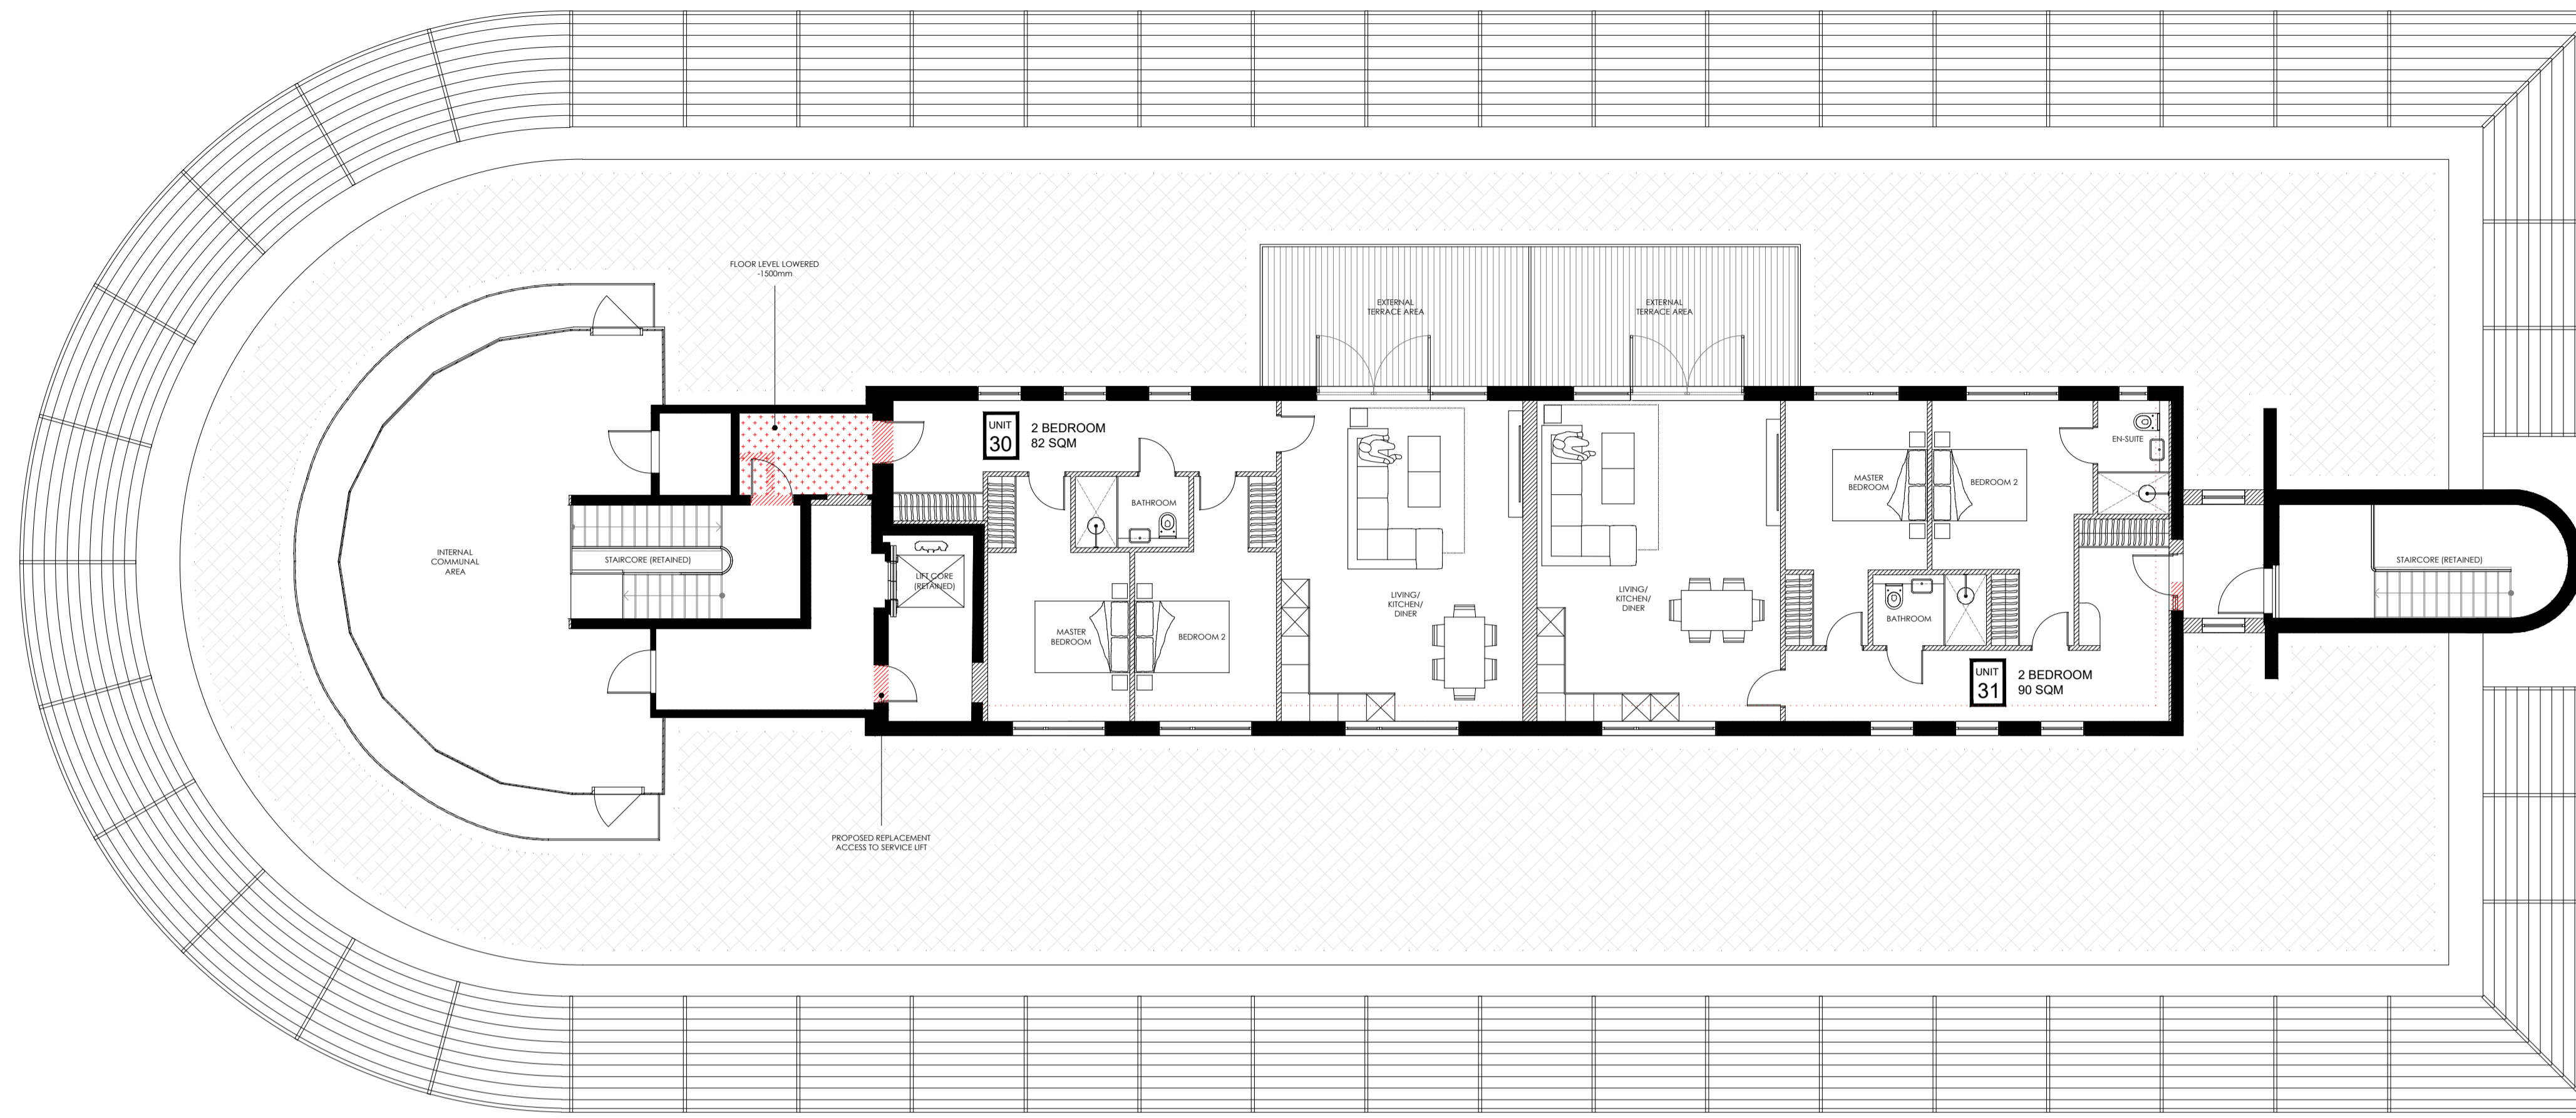 FLOOR LEVEL LOWERED
-1500mm
EXTERNAL
TERRACE AREA
EXTERNAL
TERRACE AREA
UNIT
30
2 BEDROOM
82 SQM
EN-SUITE
MASTER
BEDROOM
BEDROOM 2
BATHROOM
INTERNAL
COMMUNAL
AREA
STAIRCORE (RETAINED)
LIFT CORE
(RETAINED)
STAIRCORE (RETAINED)
LIVING/
KITCHEN/
DINER
LIVING/
KITCHEN/
DINER
BATHROOM
MASTER
BEDROOM
BEDROOM 2
UNIT
31
2 BEDROOM
90 SQM
PROPOSED REPLACEMENT
ACCESS TO SERVICE LIFT